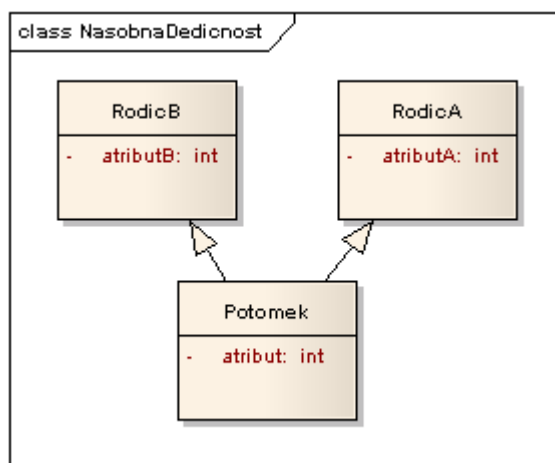 class NasobnaDedicnost
RodicB
- atributB: int
RodicA
- atributA: int
Potomek
- atribut: int